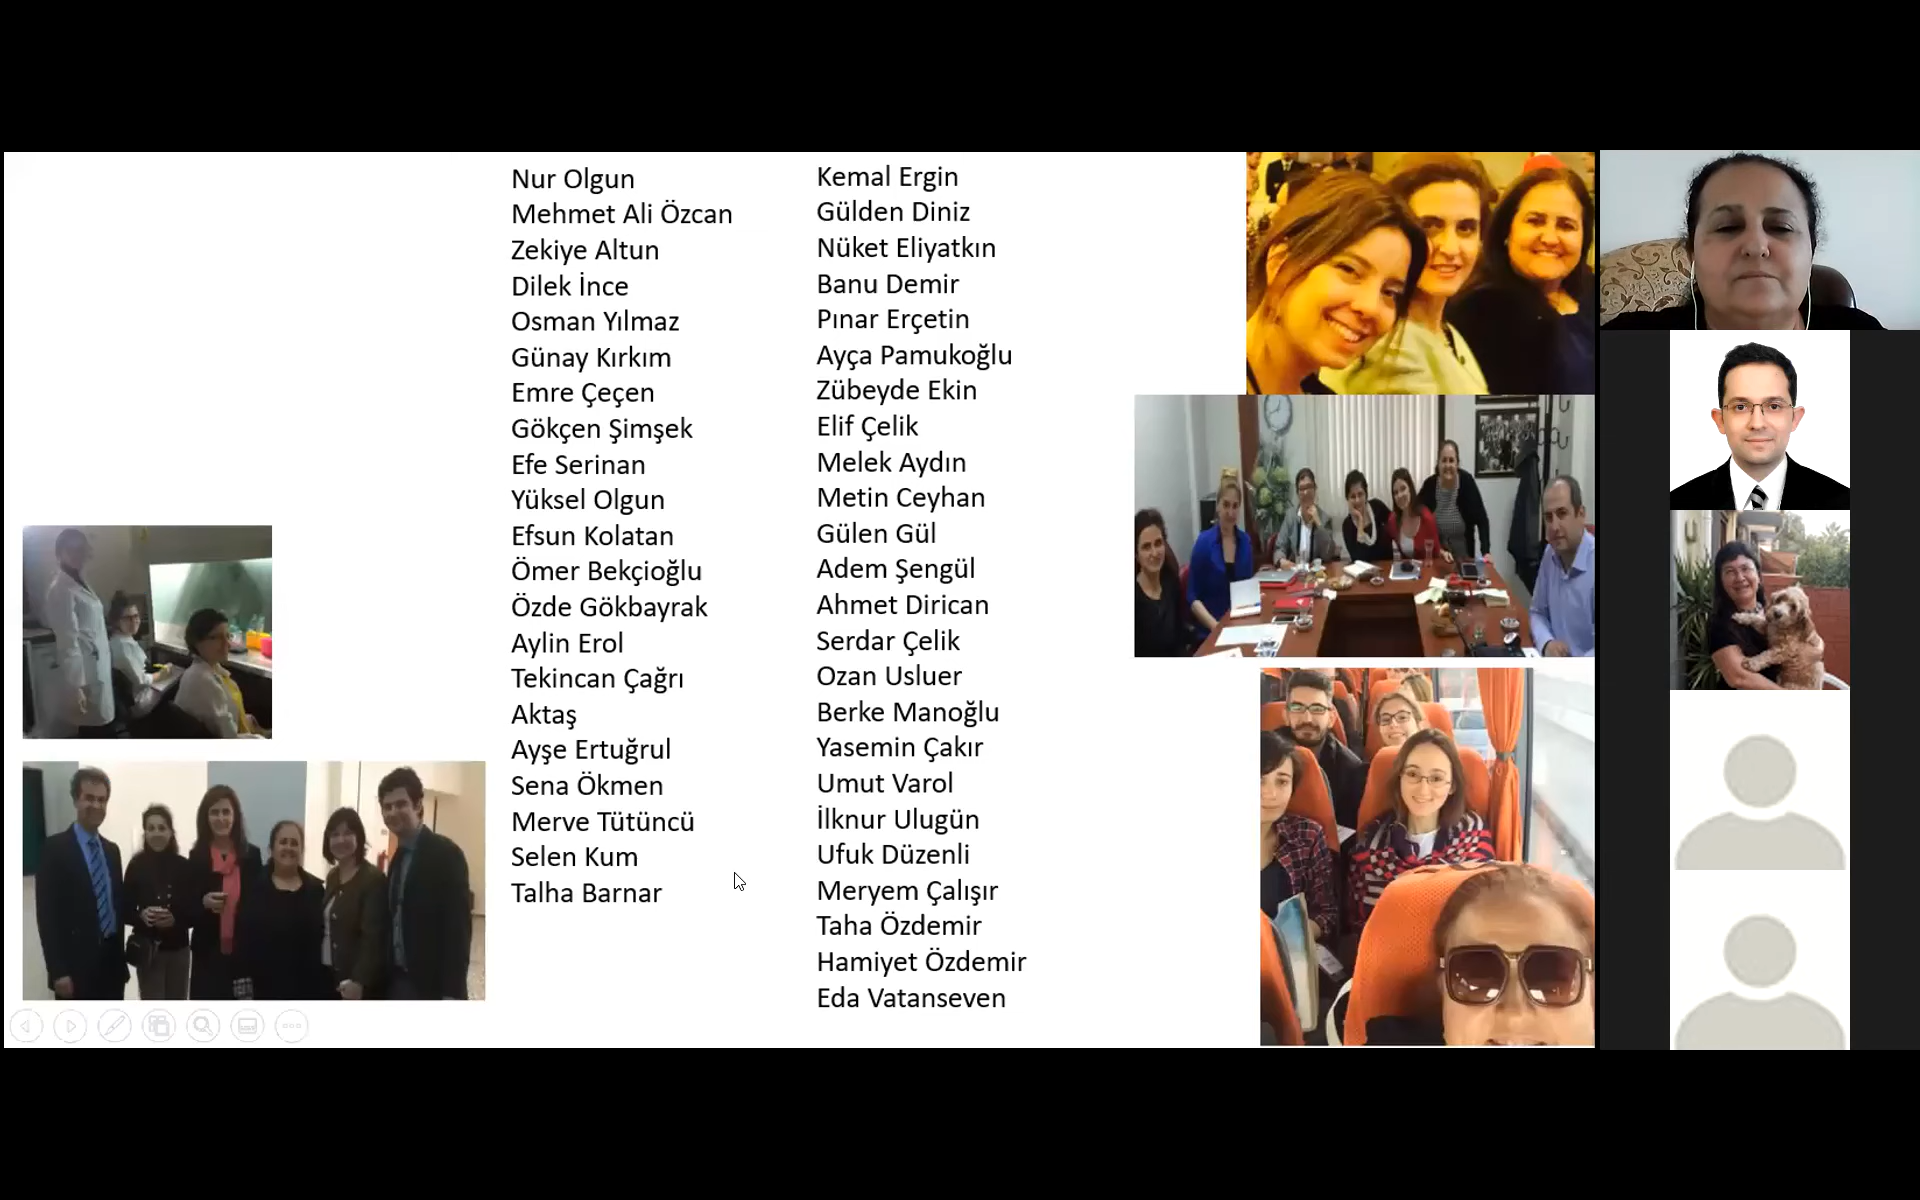 Nur Olgun
Mehmet Ali Özcan
Zekiye Altun
Dilek İnce
Osman Yılmaz
Günay Kırkım
Emre Çeçen
Gökçen Şimşek
Efe Serinan
Yüksel Olgun
Efsun Kolatan
Ömer Bekçioğlu
Özde Gökbayrak
Aylin Erol
Tekincan Çağrı
Aktaş
Ayşe Ertuğrul
Sena Ökmen
Merve Tütüncü
Selen Kum
Talha Barnar
Kemal Ergin
Gülden Diniz
Nüket Eliyatkın
Banu Demir
Pınar Erçetin
Ayça Pamukoğlu
Zübeyde Ekin
Elif Çelik
Melek Aydın
Metin Ceyhan
Gülen Gül
Adem Şengül
Ahmet Dirican
Serdar Çelik
Ozan Usluer
Berke Manoğlu
Yasemin Çakır
Umut Varol
İlknur Ulugün
Ufuk Düzenli
Meryem Çalışır
Taha Özdemir
Hamiyet Özdemir
Eda Vatanseven